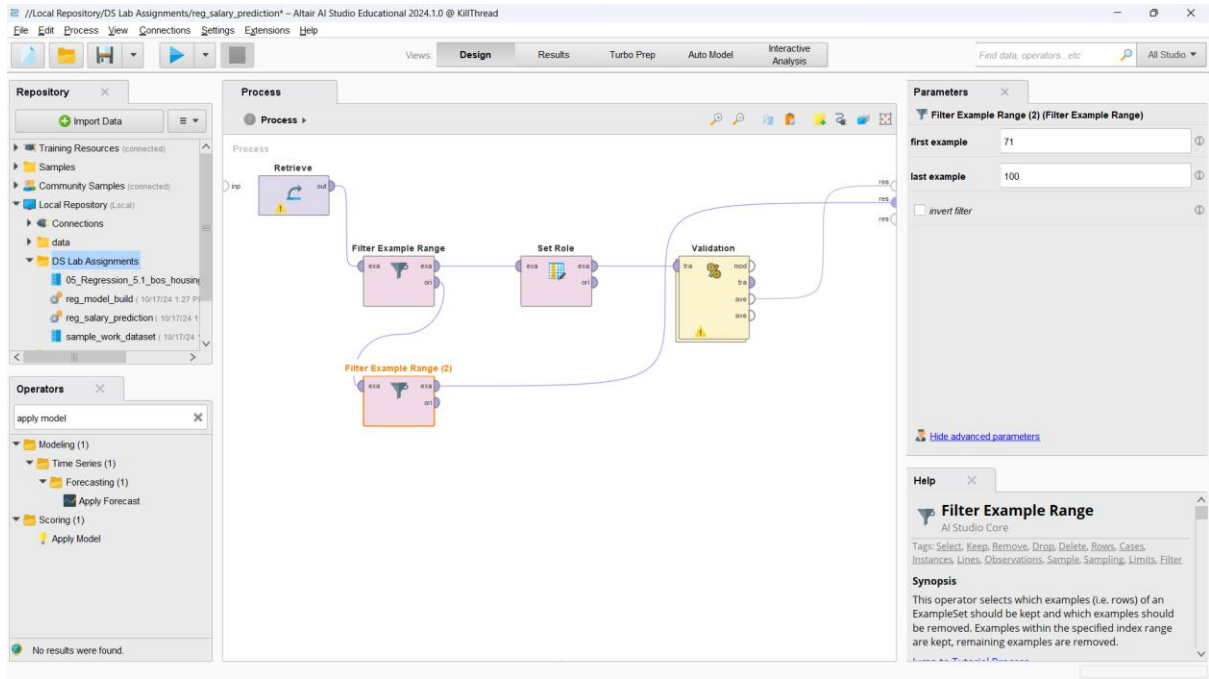 //Local Repository/DS Lab Assignments/reg_salary_prediction* – Altair AI Studio Educational 2024.1.0 @ KillThread
File Edit Process View Connections Settings Extensions Help
Views: Design Results Turbo Prep Auto Model Interactive Analysis
Find data, operators...etc All Studio
Repository
Import Data
Training Resources (connected)
Samples
Community Samples (connected)
Local Repository (Local)
Connections
data
DS Lab Assignments
05_Regression_5.1_bos_housing
reg_model_build ( 10/17/24 1:27 P
reg_salary_prediction ( 10/17/24 1
sample_work_dataset ( 10/17/24
Operators
apply model
Modeling (1)
Time Series (1)
Forecasting (1)
Apply Forecast
Scoring (1)
Apply Model
No results were found.
Process
Process
Process
inp
Retrieve
out
res
res
res
Filter Example Range
exa exa
ori
Set Role
exa exa
ori
Validation
tra mod
tra
ave
ave
Filter Example Range (2)
exa exa
ori
Parameters
Filter Example Range (2) (Filter Example Range)
first example 71
last example 100
invert filter
Hide advanced parameters
Help
Filter Example Range
AI Studio Core
Tags: Select, Keep, Remove, Drop, Delete, Rows, Cases,
Instances, Lines, Observations, Sample, Sampling, Limits, Filter
Synopsis
This operator selects which examples (i.e. rows) of an
ExampleSet should be kept and which examples should
be removed. Examples within the specified index range
are kept, remaining examples are removed.
Jump to Tutorial Process